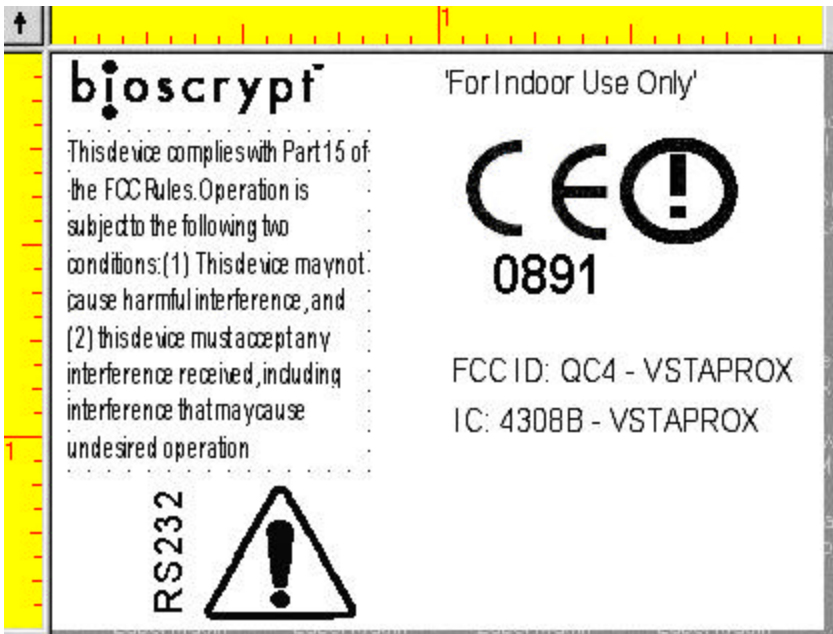 1
bioscrypt™
'For Indoor Use Only'
This device complies with Part 15 of
the FCC Rules. Operation is
subject to the following two
conditions: (1) This device may not
cause harmful interference, and
(2) this device must accept any
interference received, including
interference that may cause
undesired operation
CE
0891
FCC ID: QC4 - VSTAPROX
IC: 4308B - VSTAPROX
1
RS232